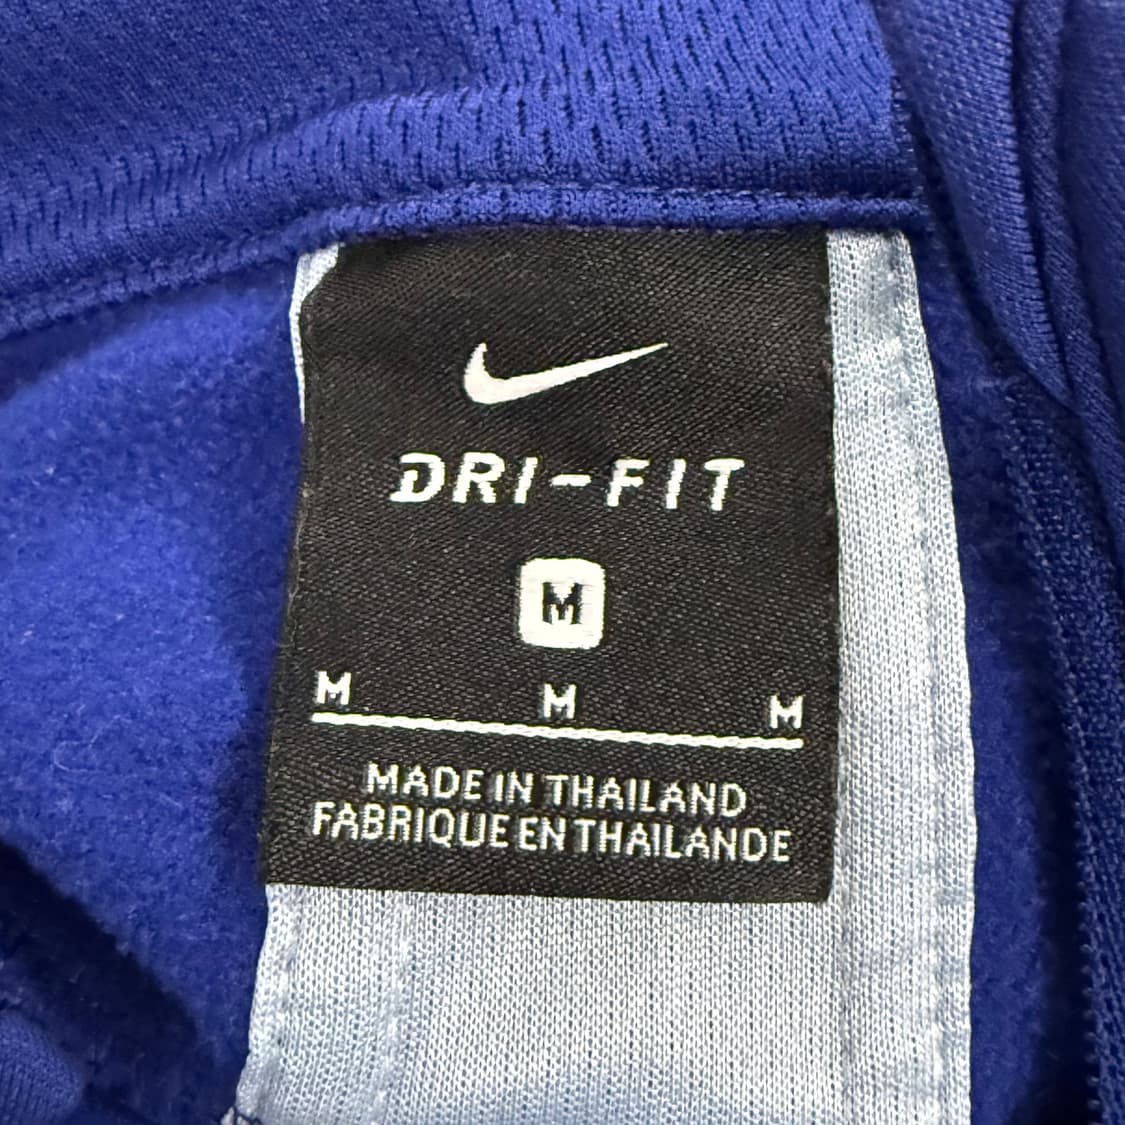 DRI-FIT
M
M M M
MADE IN THAILAND
FABRIQUE EN THAILANDE